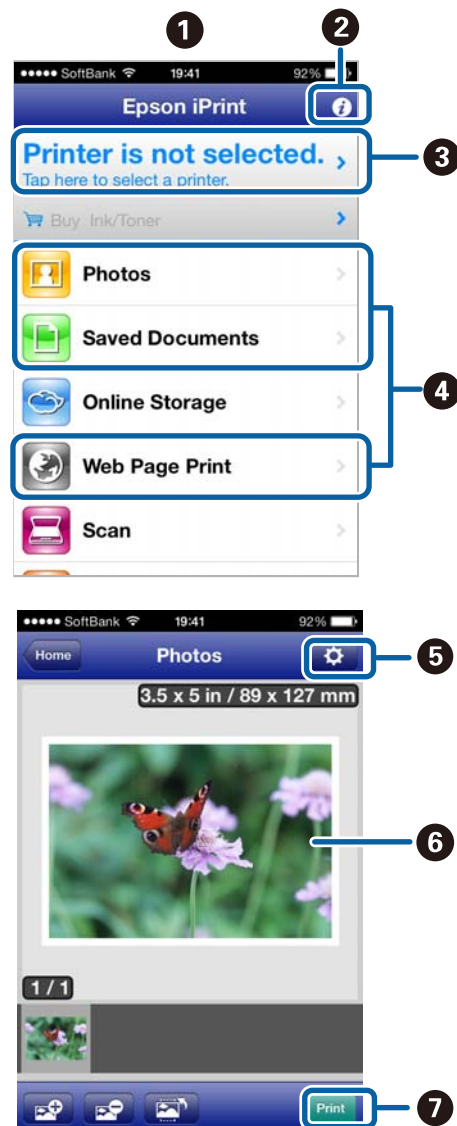 1
2
SoftBank 19:41 92%
Epson iPrint
Printer is not selected.
3
Tap here to select a printer.
Buy Ink/Toner
Photos
Saved Documents
4
Online Storage
Web Page Print
Scan
SoftBank 19:41 92%
Home Photos
5
3.5 x 5 in / 89 x 127 mm
6
1 / 1
Print
7